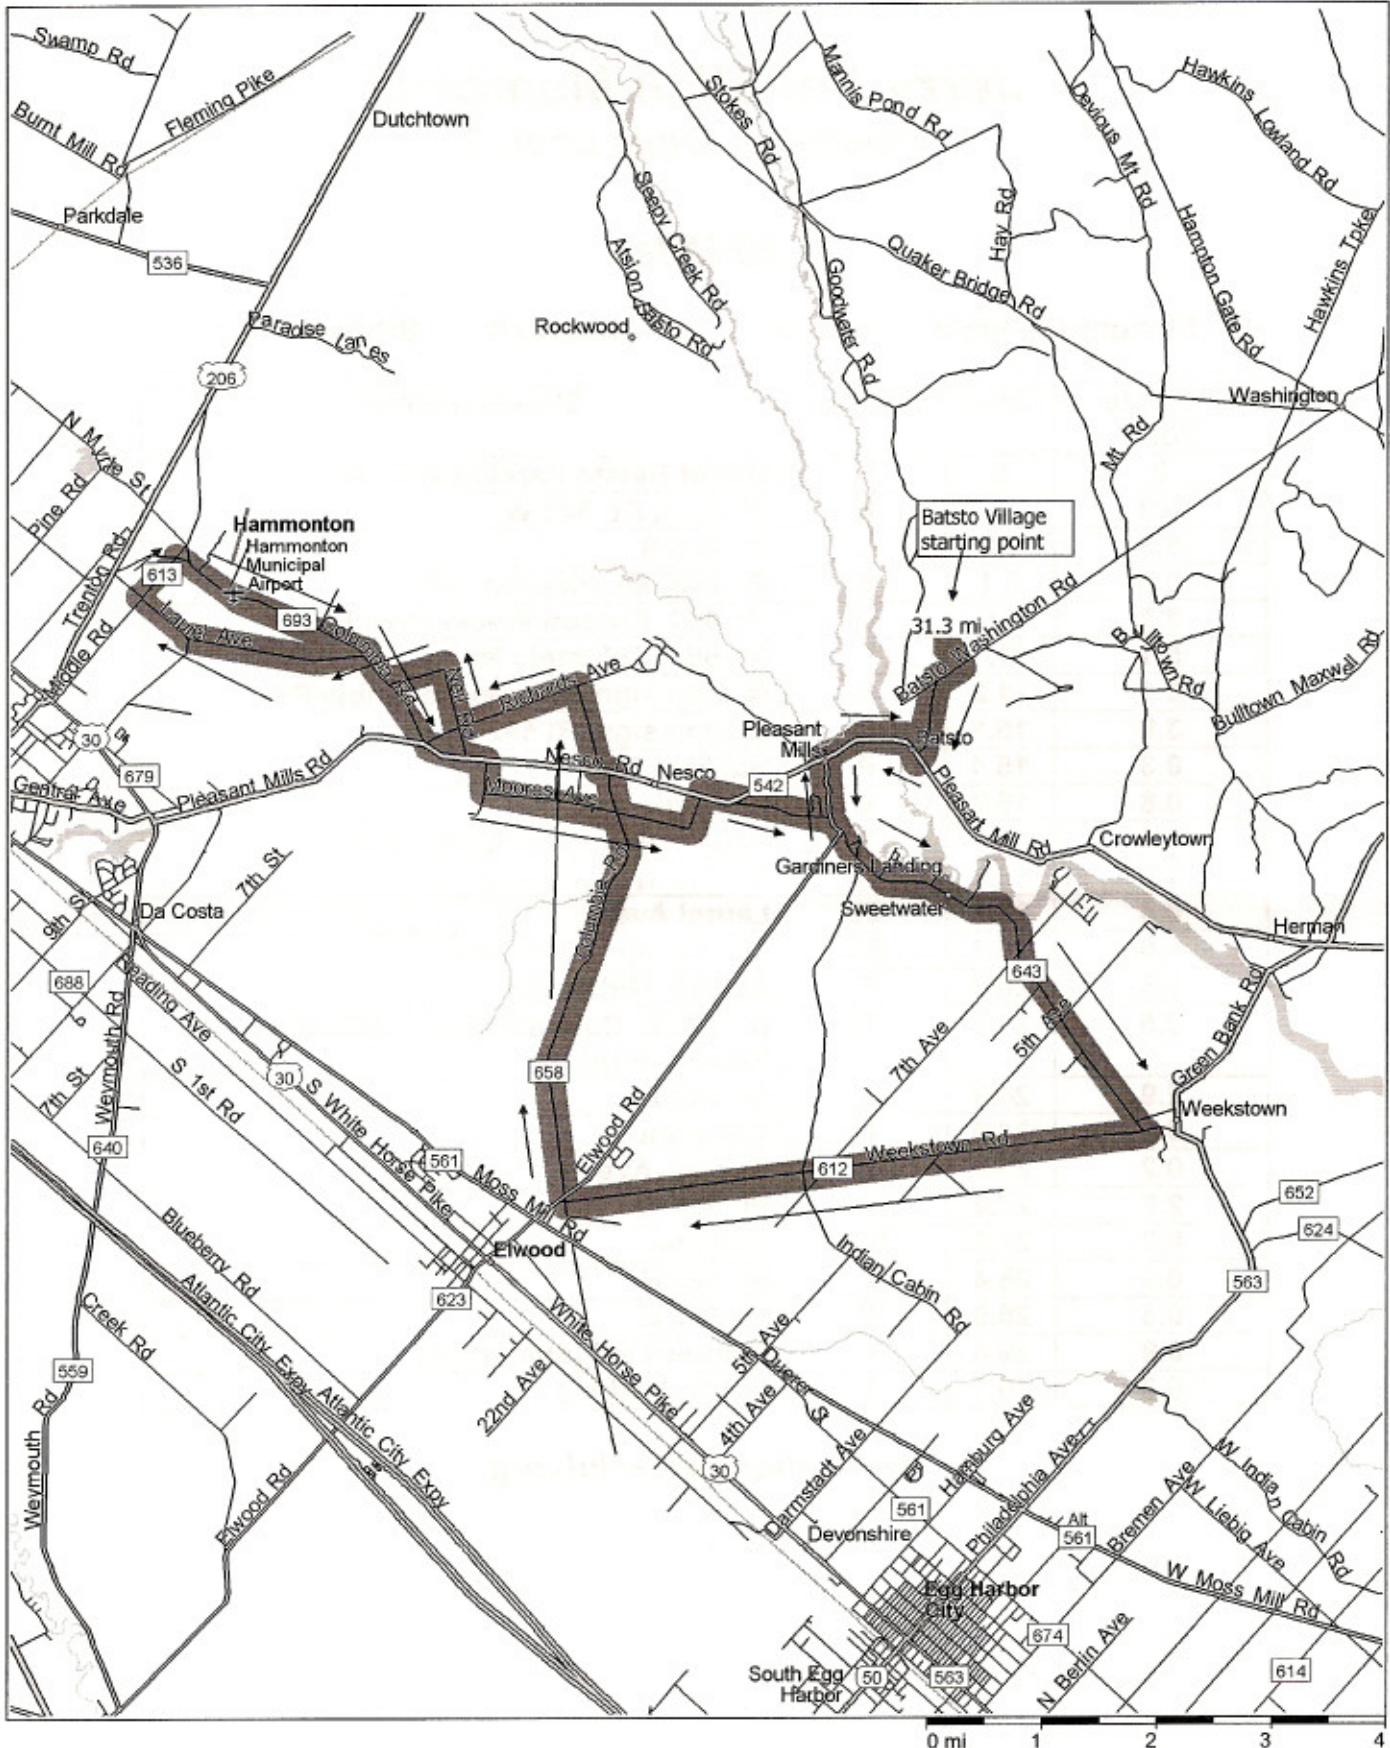 Swamp Rd
Fleming Pike
Burnt Mill Rd
Dutchtown
Parkdale
536
Paradise Lanes
206
Stokes Rd
Mannis Pond Rd
Sleepy Creek Rd
Atsion Batsto Rd
Rockwood
Goodwater Rd
Hay Rd
Quaker Bridge Rd
Devious Mt Rd
Hawkins Lowland Rd
Hampton Gate Rd
Hawkins Tpke
Washington
Mt Rd
N Myrtle St
Pine Rd
Trenton Rd
Middle Rd
Hammonton
Hammonton
Municipal
Airport
613
693
Laurel Ave
Columbia Rd
Richards Ave
Batsto Village
starting point
31.3 mi
Batsto Washington Rd
Bulltown Rd
Bulltown Maxwell Rd
Pleasant
Mills
Batsto
30
679
Central Ave
Pleasant Mills Rd
Nesco Rd
Nesco
542
Moores Ave
Pleasant Mill Rd
Crowleytown
Gardiners Landing
Sweetwater
Herman
643
Columbia Rd
7th St
9th St
Da Costa
688
Reading Ave
Weymouth Rd
S 1st Rd
7th St
640
30
S White Horse Pike
561
Moss Mill Rd
658
Elwood Rd
7th Ave
5th Ave
Green Bank Rd
Weekstown
Weekstown Rd
612
652
624
563
Elwood
623
Blueberry Rd
Atlantic City Expy
Atlantic City Expy
Creek Rd
559
Weymouth Rd
Elwood Rd
22nd Ave
White Horse Pike
Indian Cabin Rd
5th Ave
4th Ave
Duerer St
30
Darmstadt Ave
Devonshire
561
Hamburg Ave
Philadelphia Ave
Alt
561
Bremen Ave
W Indian Cabin Rd
W Liebig Ave
W Moss Mill Rd
Egg Harbor
City
674
N Berlin Ave
614
South Egg
Harbor
50
563
0 mi 1 2 3 4